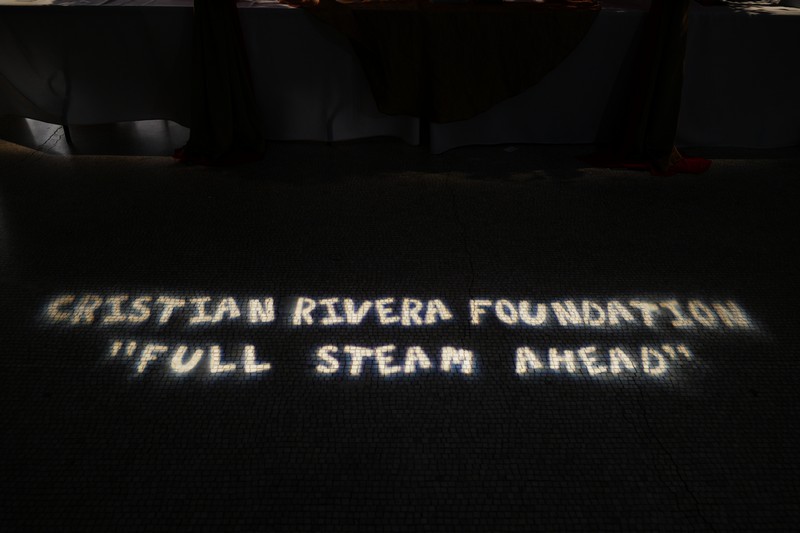 CRISTIAN RIVERA FOUNDATION
"FULL STEAM AHEAD"